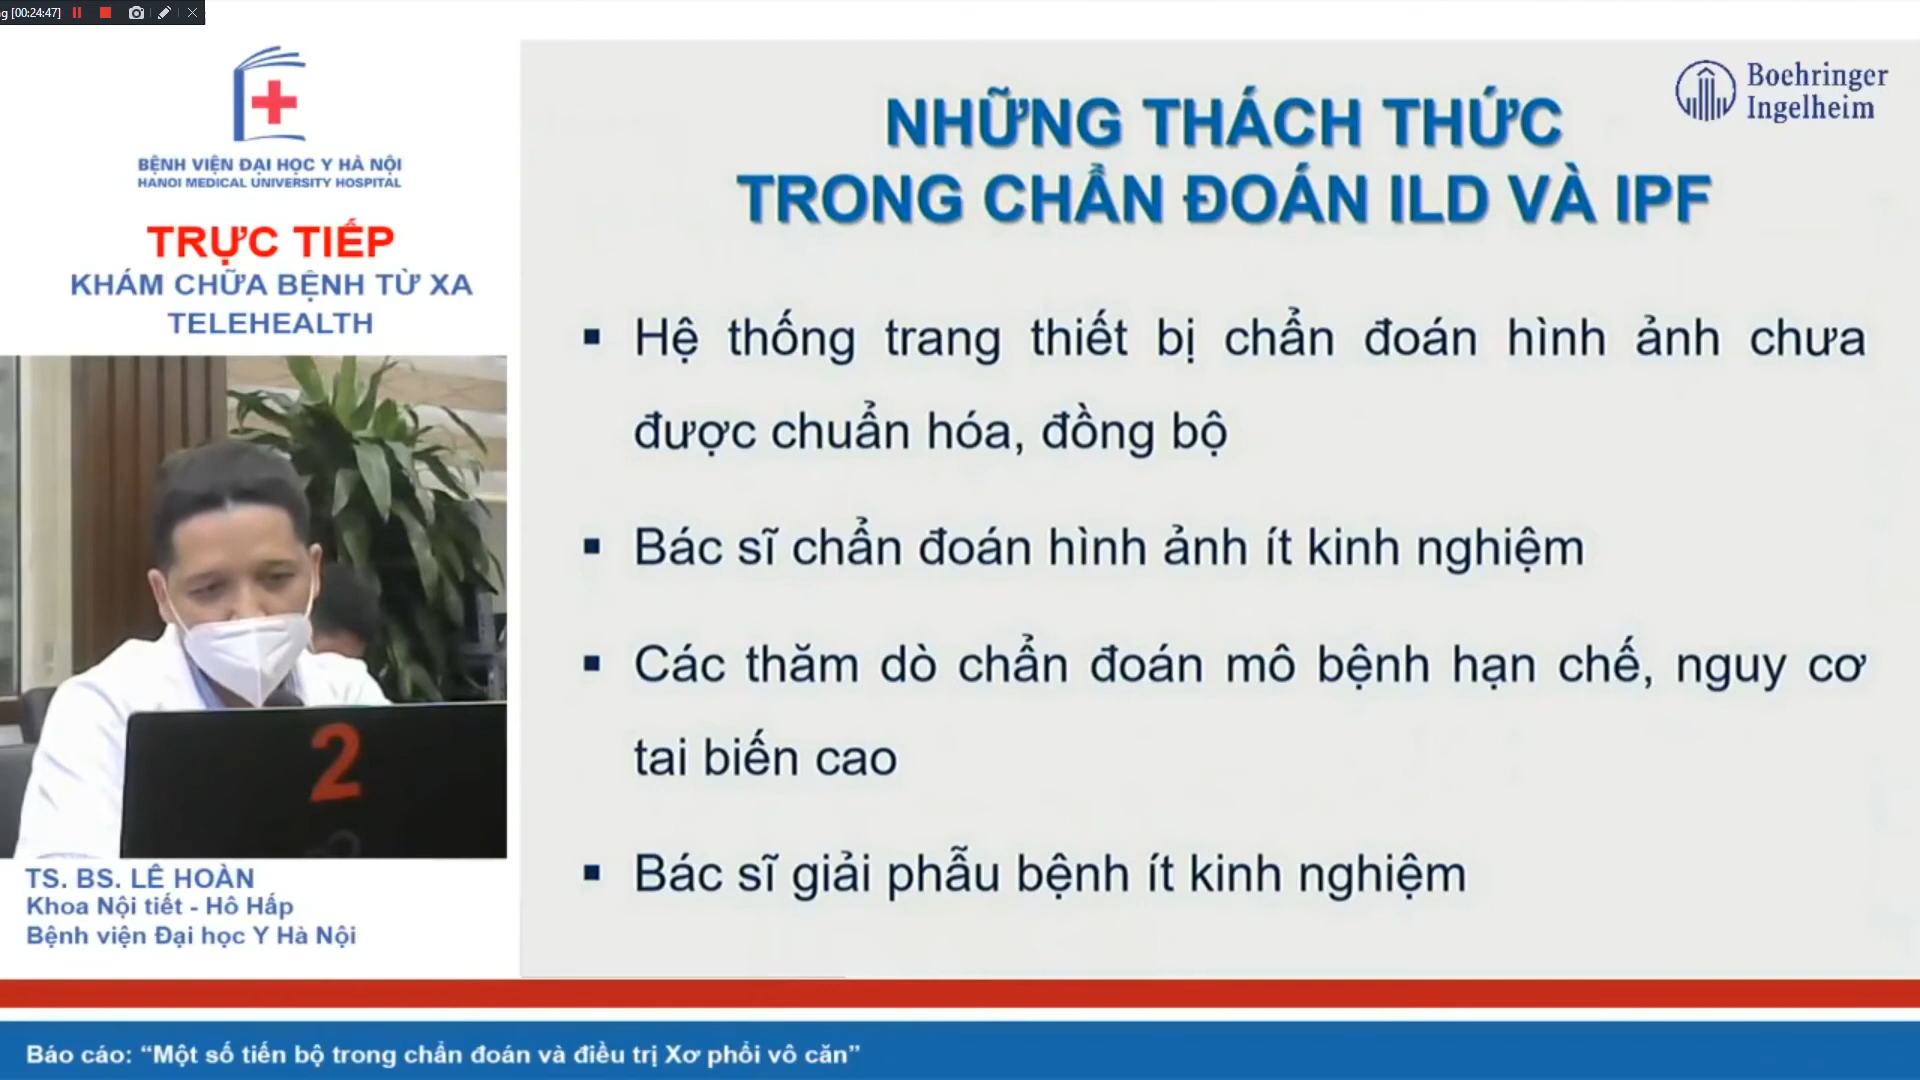 g [00:24:47]
BỆNH VIỆN ĐẠI HỌC Y HÀ NỘI
HANOI MEDICAL UNIVERSITY HOSPITAL
TRỰC TIẾP
KHÁM CHỮA BỆNH TỪ XA
TELEHEALTH
2
TS. BS. LÊ HOÀN
Khoa Nội tiết - Hô Hấp
Bệnh viện Đại học Y Hà Nội
Boehringer
Ingelheim
NHỮNG THÁCH THỨC
TRONG CHẨN ĐOÁN ILD VÀ IPF
▪ Hệ thống trang thiết bị chẩn đoán hình ảnh chưa
được chuẩn hóa, đồng bộ
▪ Bác sĩ chẩn đoán hình ảnh ít kinh nghiệm
▪ Các thăm dò chẩn đoán mô bệnh hạn chế, nguy cơ
tai biến cao
▪ Bác sĩ giải phẫu bệnh ít kinh nghiệm
Báo cáo: “Một số tiến bộ trong chẩn đoán và điều trị Xơ phổi vô căn”